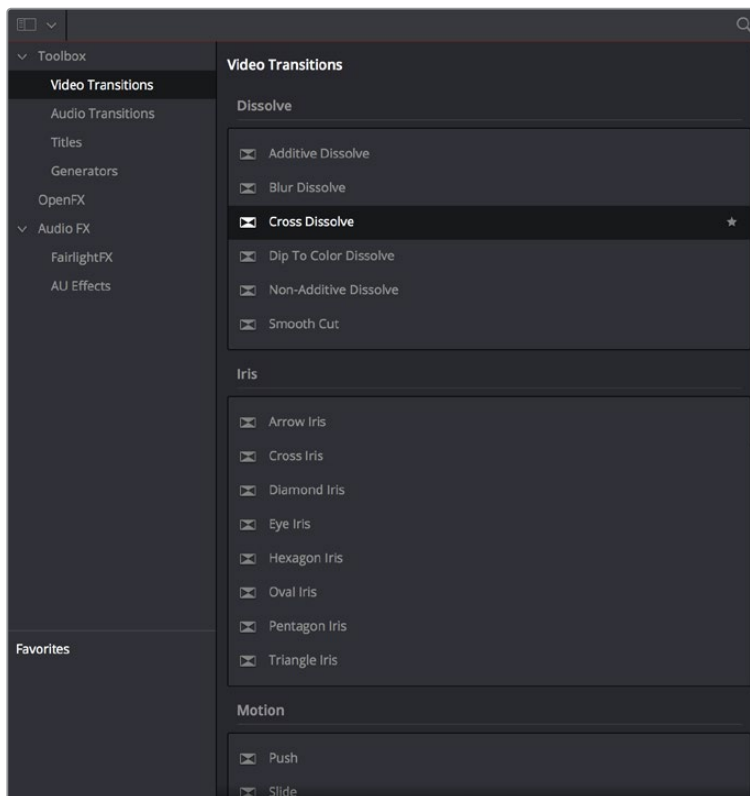 Toolbox
Video Transitions
Audio Transitions
Titles
Generators
OpenFX
Audio FX
FairlightFX
AU Effects
Favorites
Video Transitions
Dissolve
Additive Dissolve
Blur Dissolve
Cross Dissolve
Dip To Color Dissolve
Non-Additive Dissolve
Smooth Cut
Iris
Arrow Iris
Cross Iris
Diamond Iris
Eye Iris
Hexagon Iris
Oval Iris
Pentagon Iris
Triangle Iris
Motion
Push
Slide